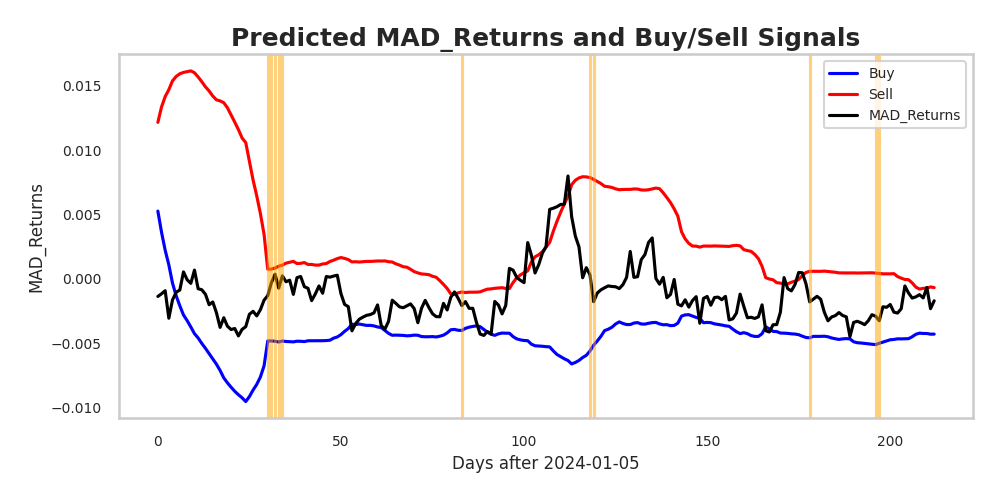 Predicted MAD_Returns and Buy/Sell Signals
MAD_Returns
0.015
0.010
0.005
0.000
−0.005
−0.010
Buy
Sell
MAD_Returns
0 50 100 150 200
Days after 2024-01-05